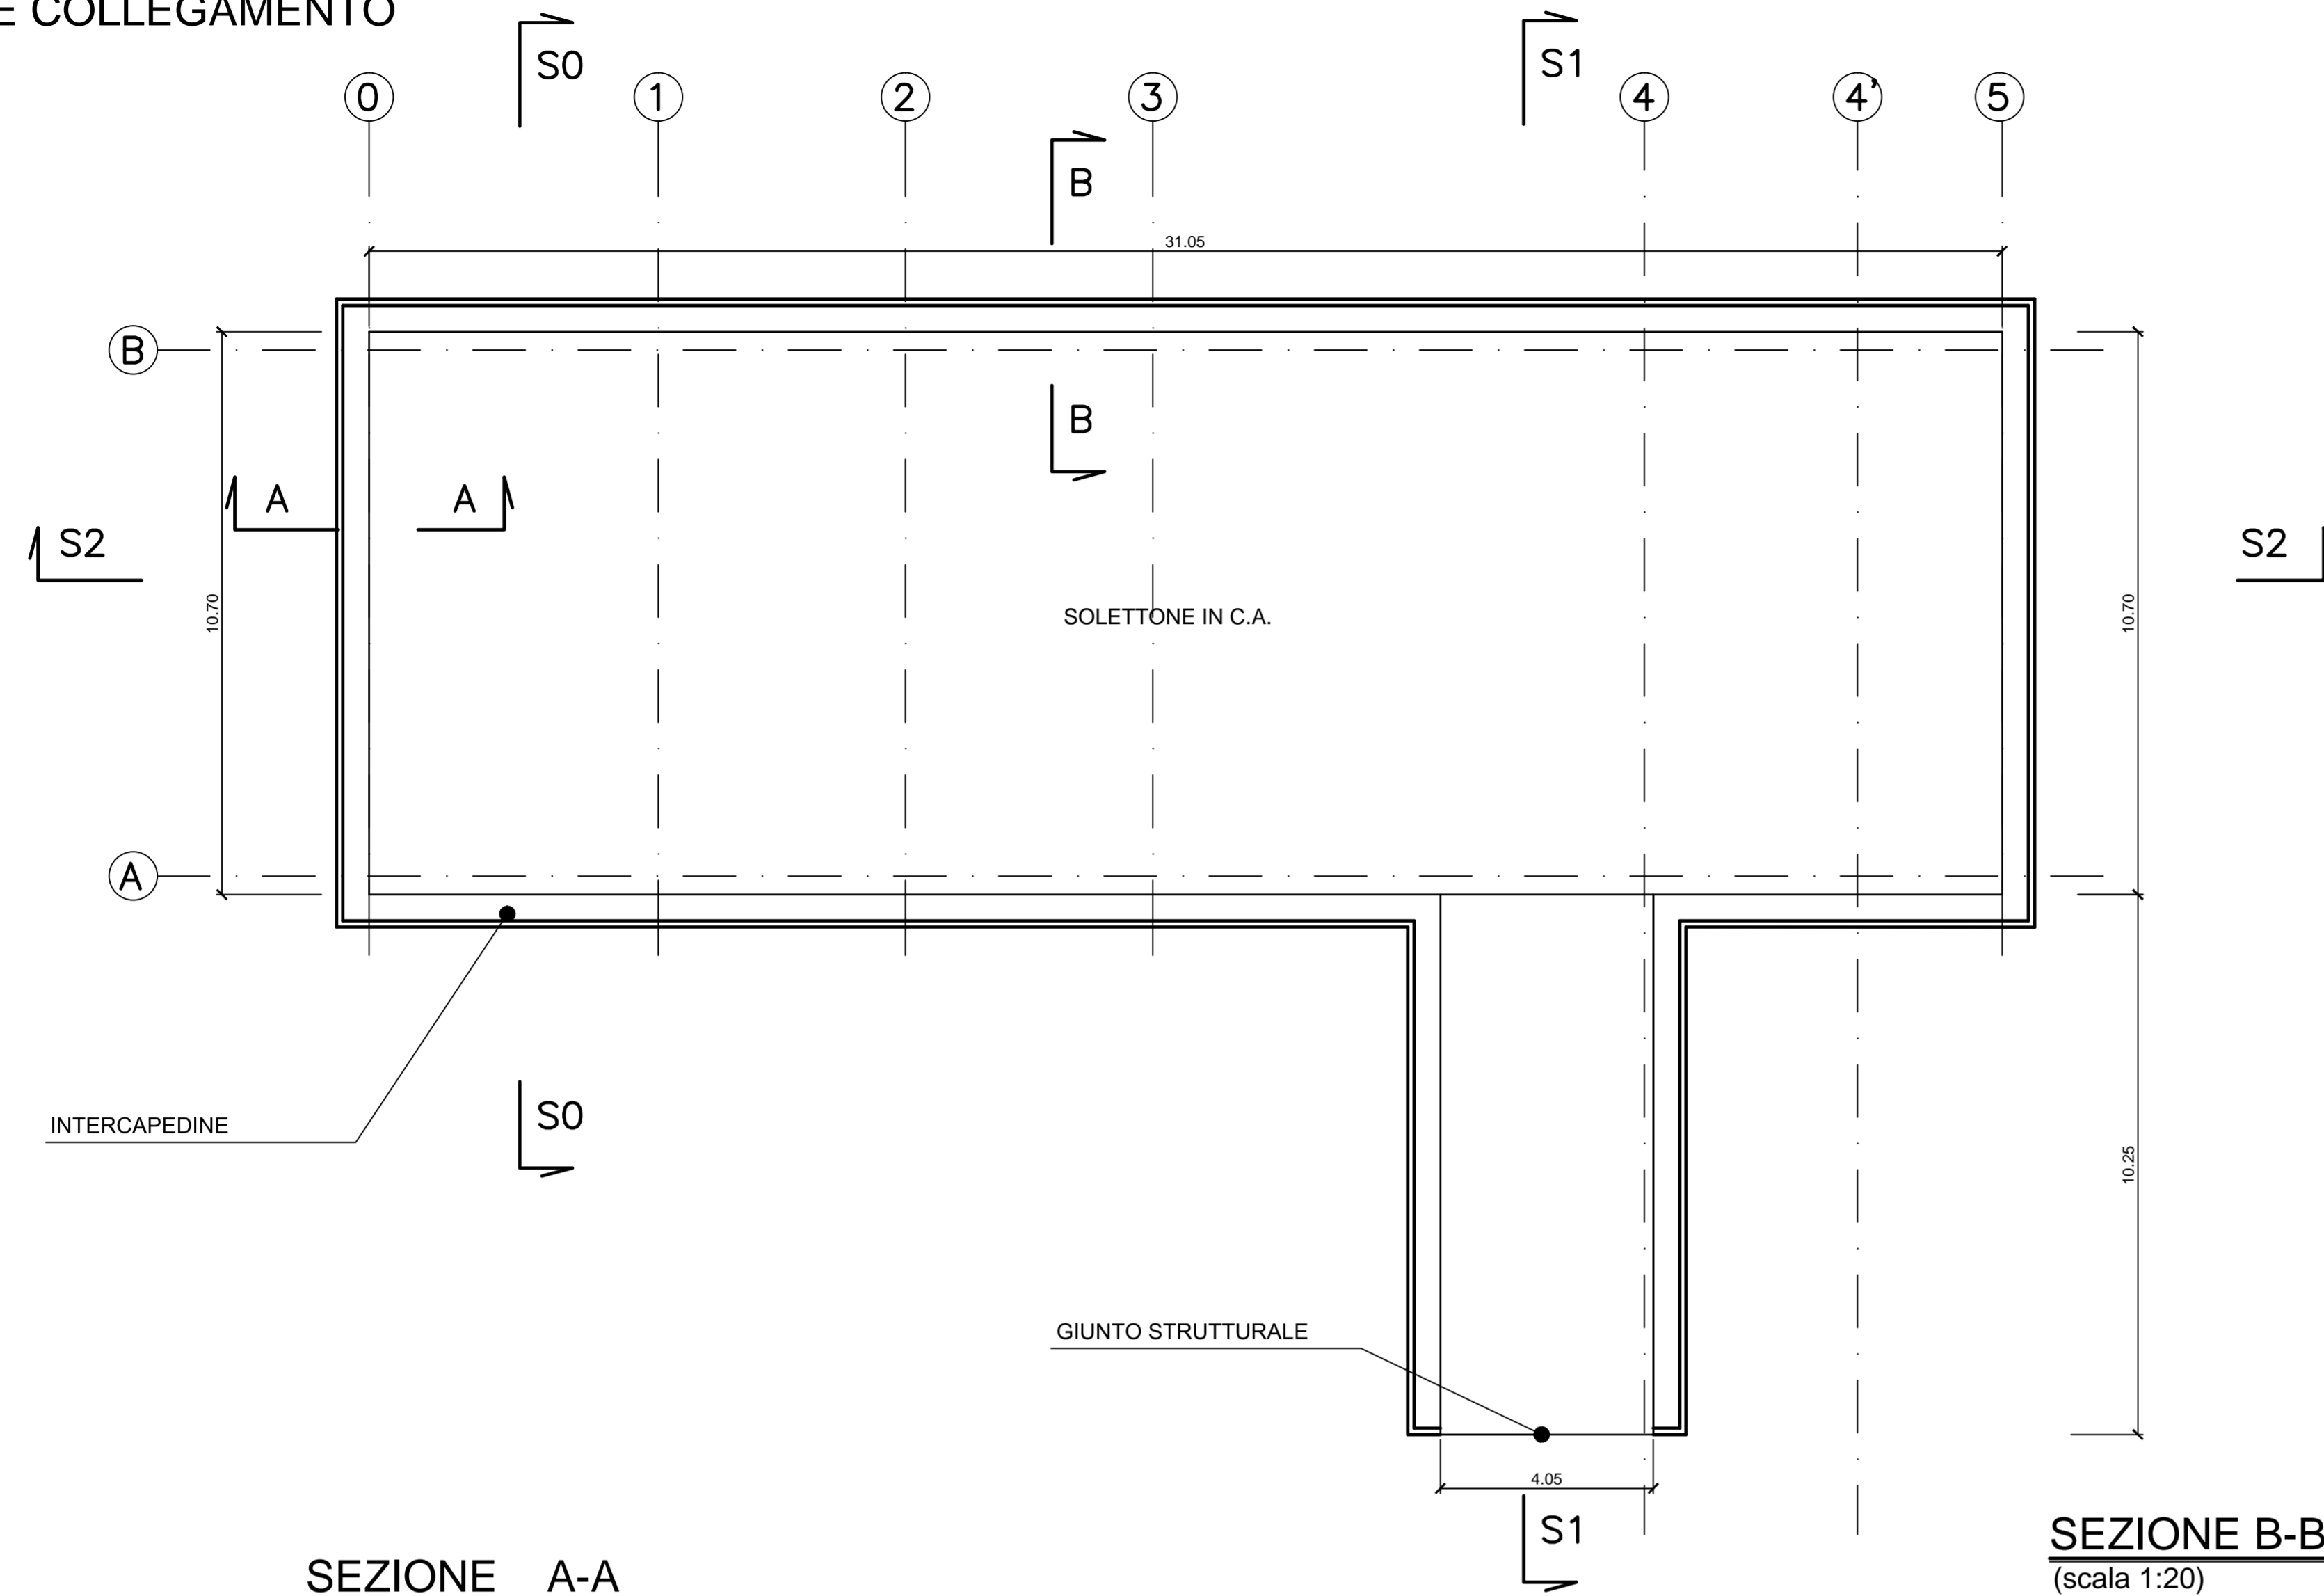 E COLLEGAMENTO
S0
S1
0
1
2
3
4
4'
5
B
31.05
B
B
A
A
S2
S2
10.70
10.70
SOLETTONE IN C.A.
A
INTERCAPEDINE
S0
10.25
GIUNTO STRUTTURALE
4.05
S1
SEZIONE B-B
(scala 1:20)
SEZIONE A-A